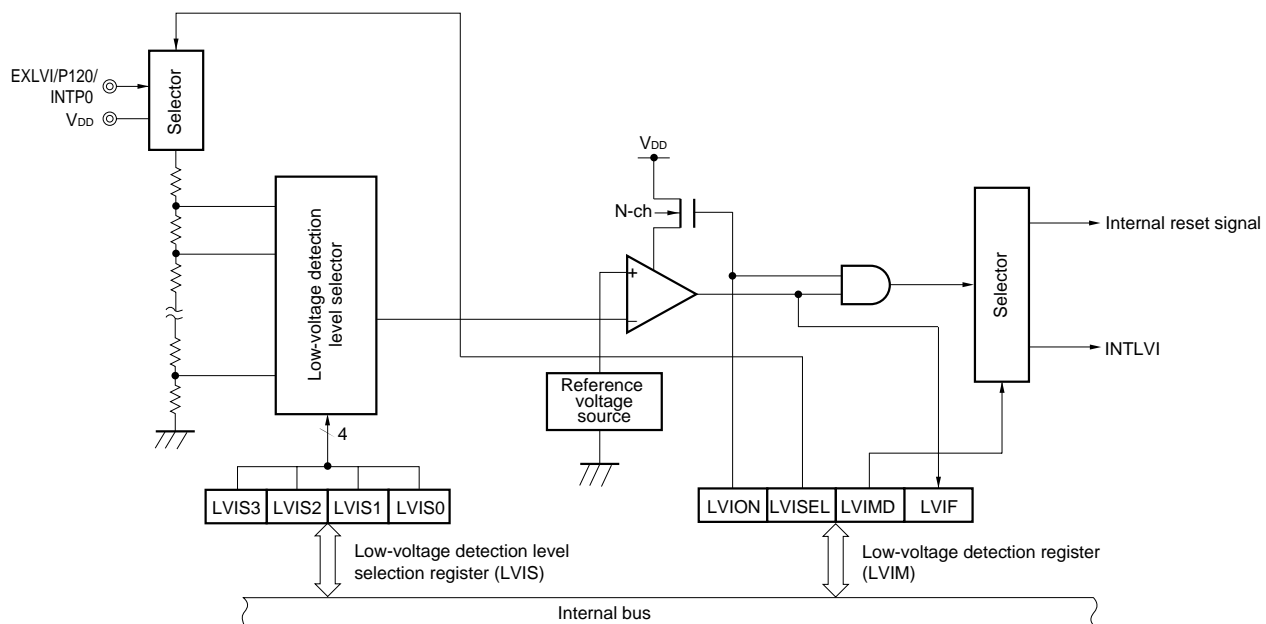 EXLVI/P120/
INTP0
VDD
Selector
Low-voltage detection
level selector
4
VDD
N-ch
+
−
Reference
voltage
source
Selector
Internal reset signal
INTLVI
LVIS3 LVIS2 LVIS1 LVIS0
LVION LVISEL LVIMD LVIF
Low-voltage detection level
selection register (LVIS)
Low-voltage detection register
(LVIM)
Internal bus